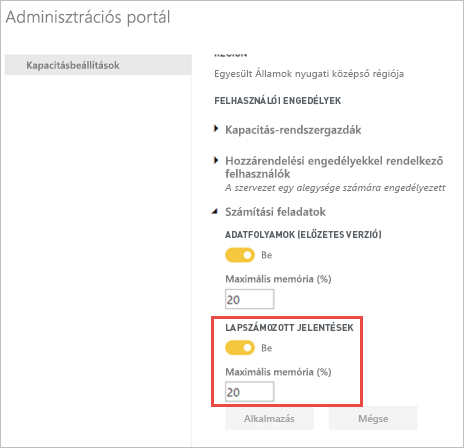 Adminisztrációs portál
Kapacitásbeállítások
RÉGIÓ
Egyesült Államok nyugati középső régiója
FELHASZNÁLÓI ENGEDÉLYEK
Kapacitás-rendszergazdák
Hozzárendelési engedélyekkel rendelkező
felhasználók
A szervezet egy alegysége számára engedélyezett
Számítási feladatok
ADATFOLYAMOK (ELŐZETES VERZIÓ)
Be
Maximális memória (%)
20
LAPSZÁMOZOTT JELENTÉSEK
Be
Maximális memória (%)
20
Alkalmazás
Mégse